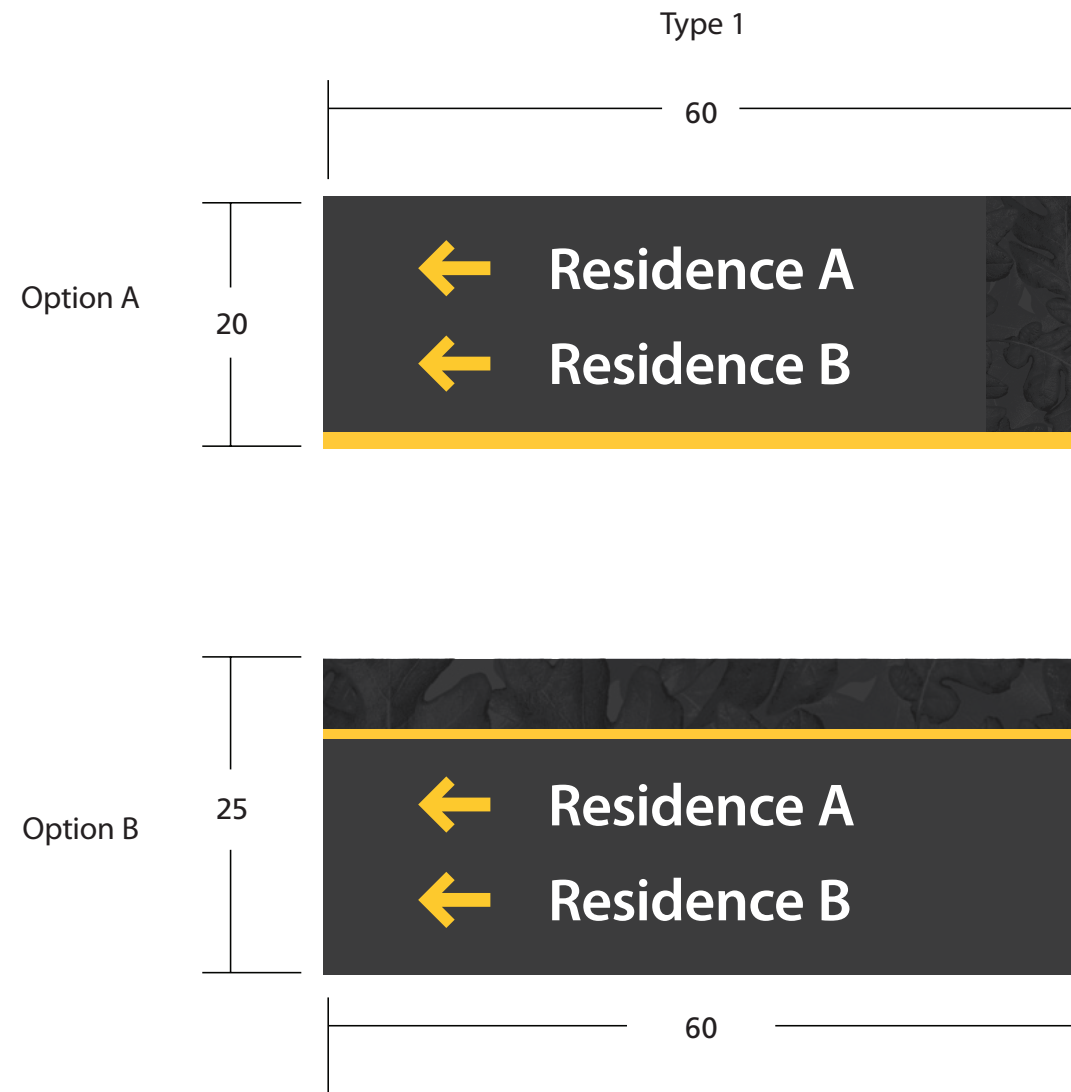 Type 1
60
Option A
20
Residence A
Residence B
Option B
25
Residence A
Residence B
60